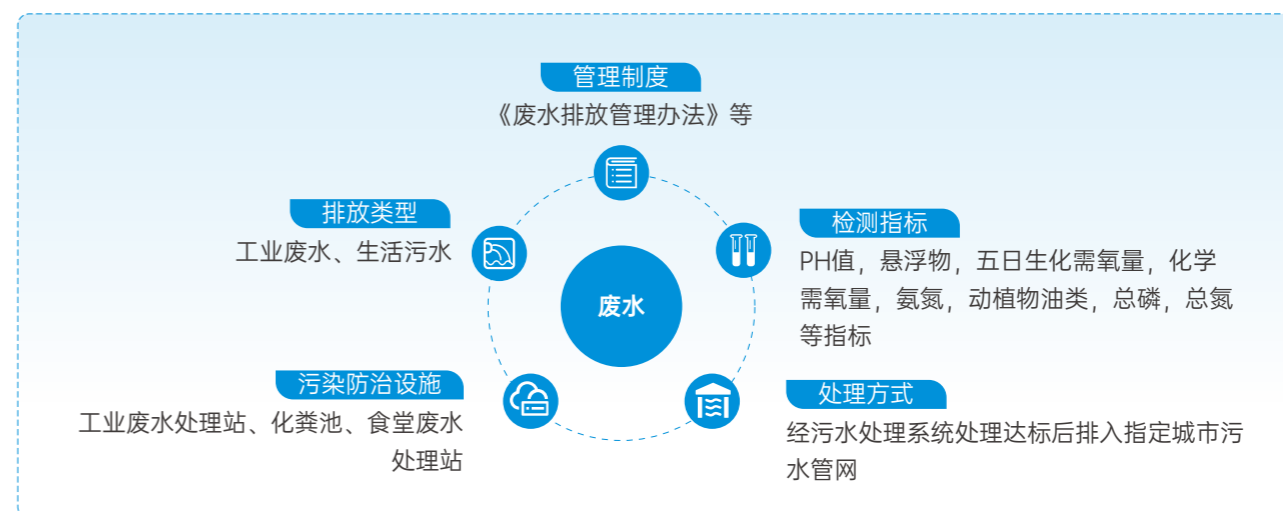 管理制度
《废水排放管理办法》等
排放类型
工业废水、生活污水
检测指标
PH值，悬浮物，五日生化需氧量，化学
需氧量，氨氮，动植物油类，总磷，总氮
等指标
废水
污染防治设施
工业废水处理站、化粪池、食堂废水
处理站
处理方式
经污水处理系统处理达标后排入指定城市污
水管网